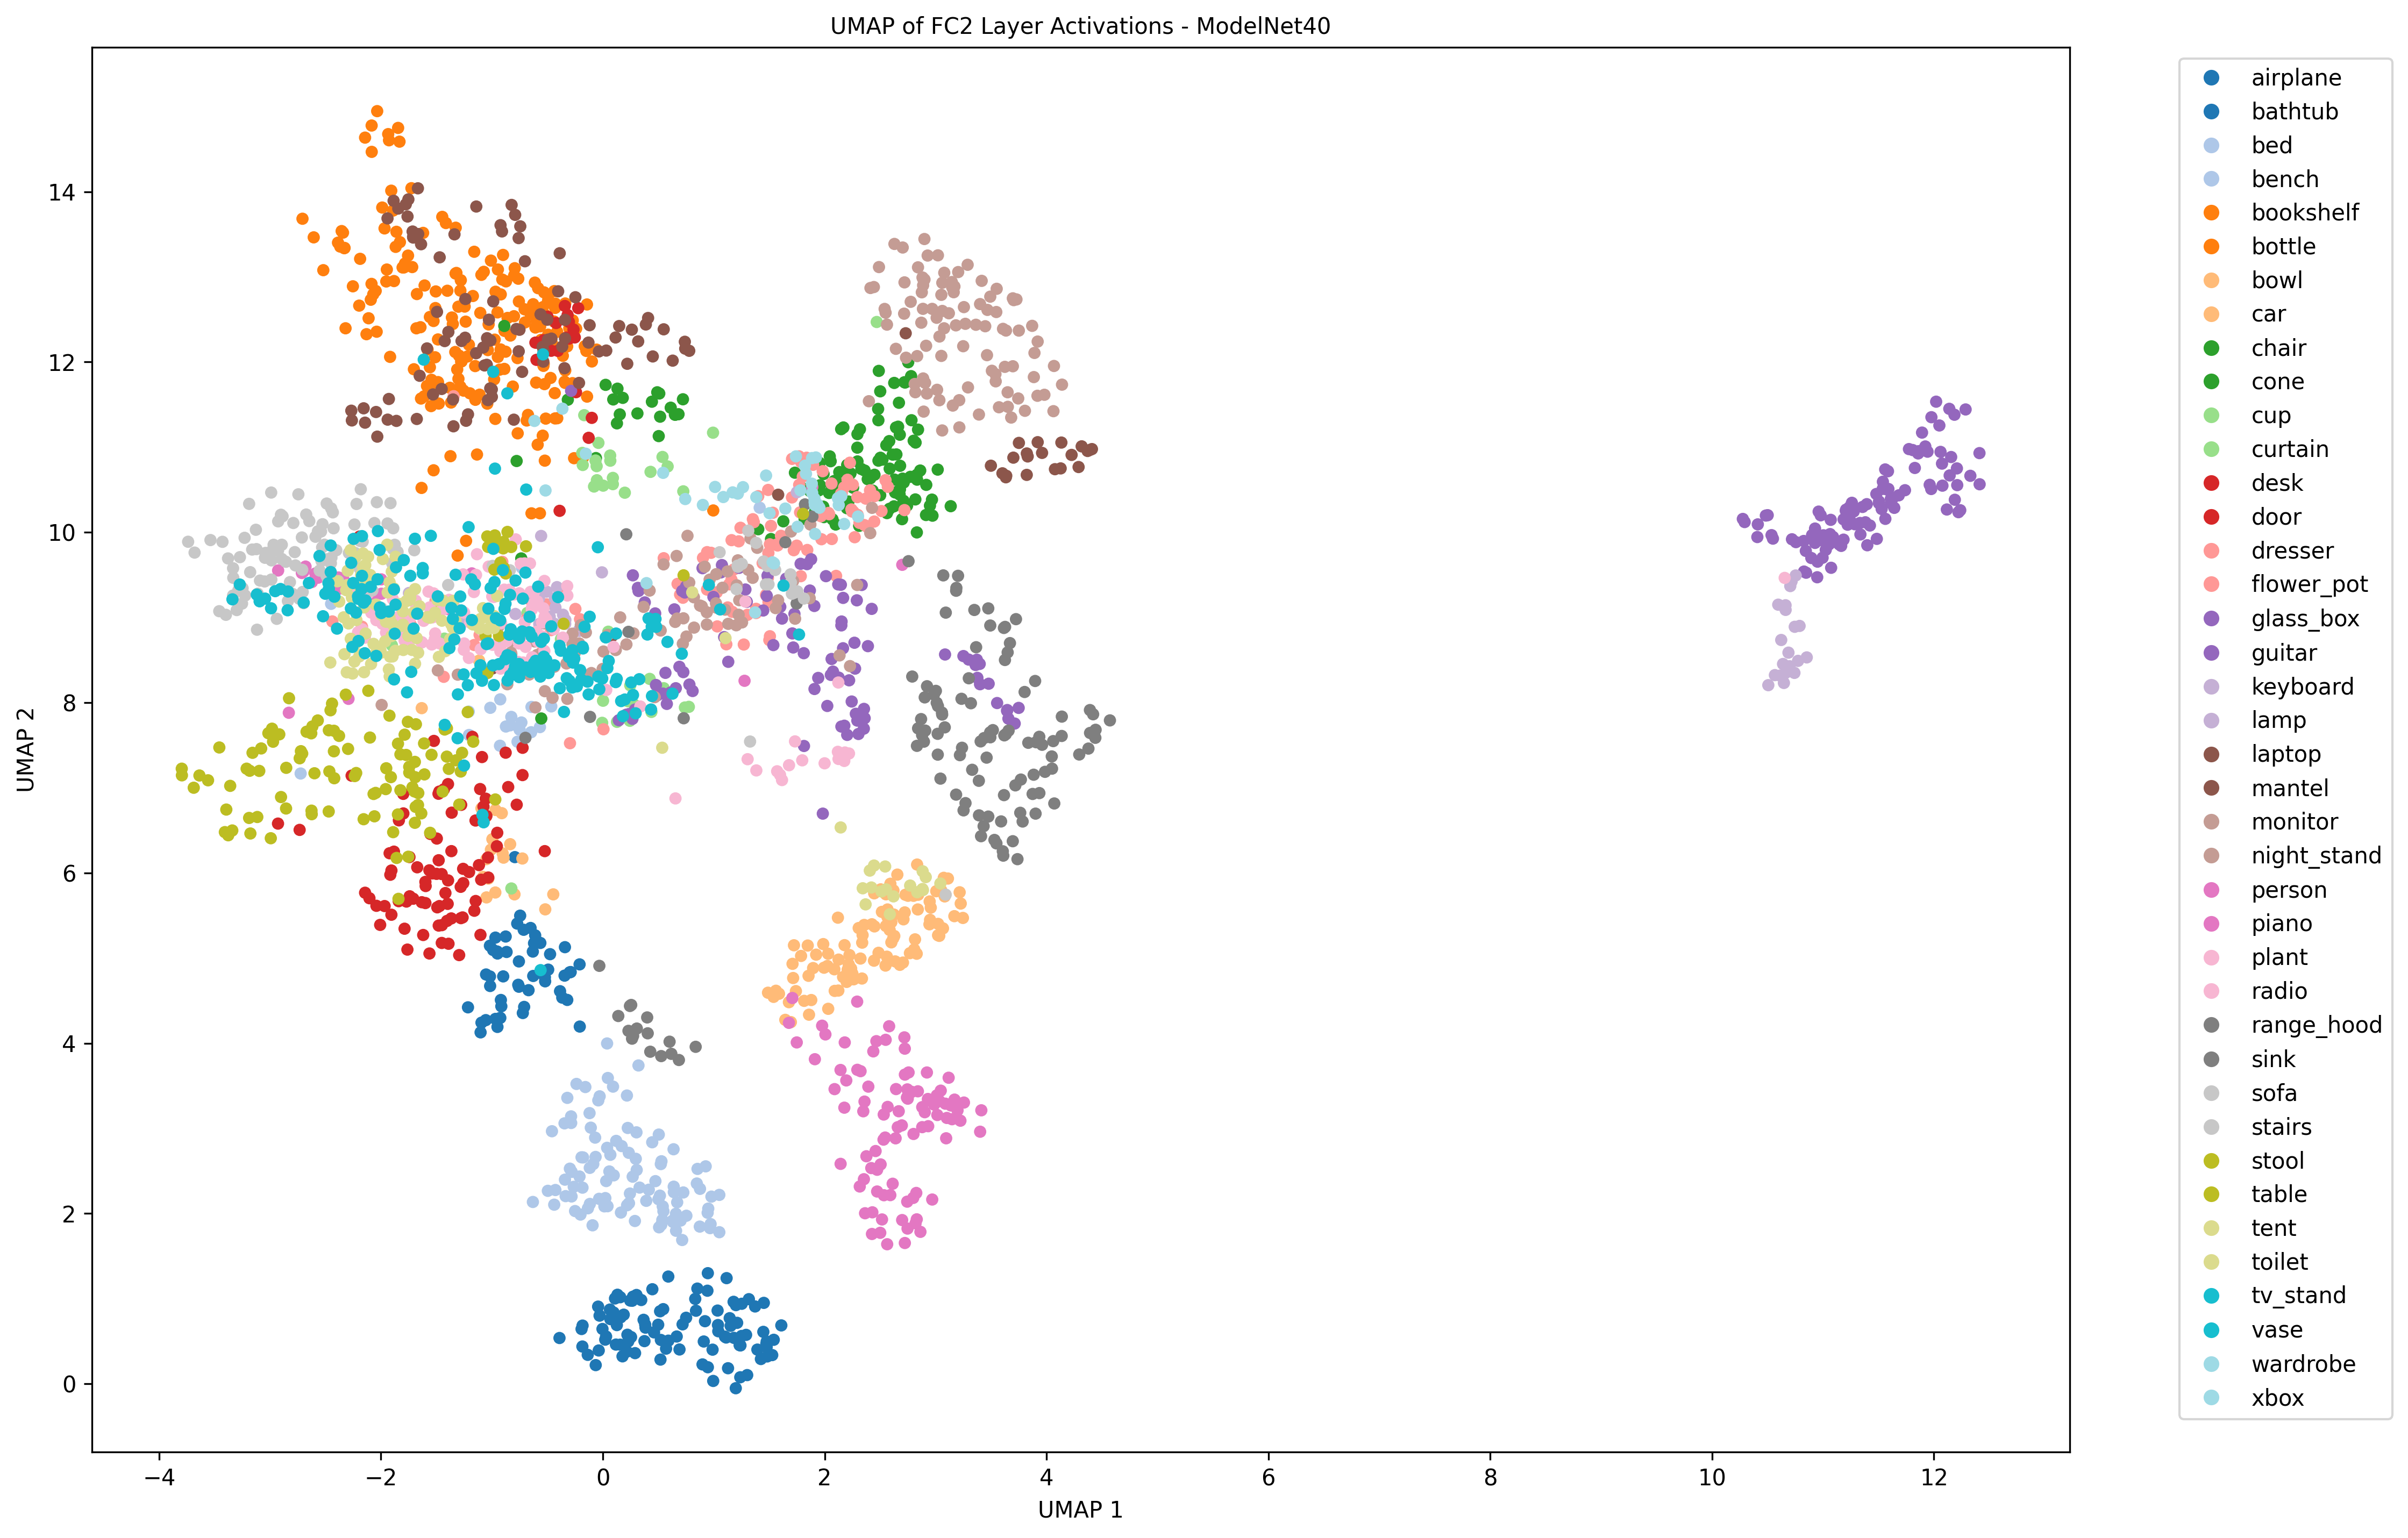 UMAP of FC2 Layer Activations - ModelNet40
14
12
10
8
6
4
2
0
UMAP 2
−4
−2
0
2
4
6
8
10
12
UMAP 1
airplane
bathtub
bed
bench
bookshelf
bottle
bowl
car
chair
cone
cup
curtain
desk
door
dresser
flower_pot
glass_box
guitar
keyboard
lamp
laptop
mantel
monitor
night_stand
person
piano
plant
radio
range_hood
sink
sofa
stairs
stool
table
tent
toilet
tv_stand
vase
wardrobe
xbox